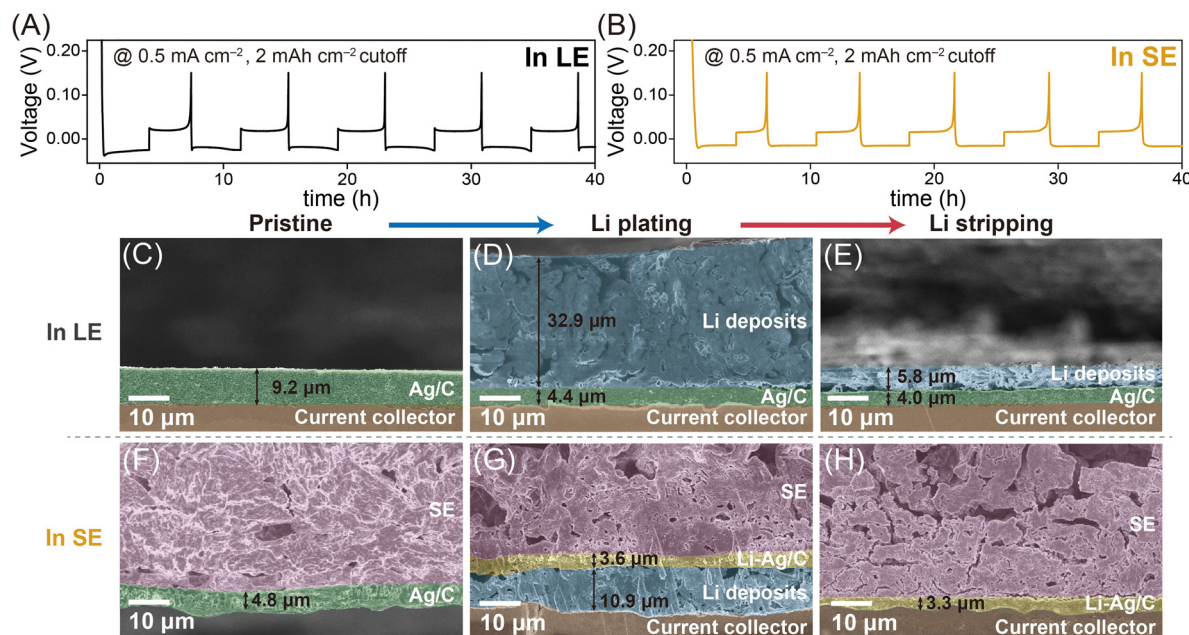 (A)
@ 0.5 mA cm⁻², 2 mAh cm⁻² cutoff
In LE
Voltage (V)
0.20
0.10
0.00
0
10
20
30
40
time (h)
(B)
@ 0.5 mA cm⁻², 2 mAh cm⁻² cutoff
In SE
Voltage (V)
0.20
0.10
0.00
0
10
20
30
40
time (h)
Pristine
Li plating
Li stripping
In LE
(C)
9.2 μm
Ag/C
10 μm
Current collector
(D)
32.9 μm
Li deposits
4.4 μm
Ag/C
10 μm
Current collector
(E)
5.8 μm
Li deposits
4.0 μm
Ag/C
10 μm
Current collector
In SE
(F)
SE
4.8 μm
Ag/C
10 μm
(G)
SE
3.6 μm
Li-Ag/C
Li deposits
10.9 μm
10 μm
Current collector
(H)
SE
3.3 μm
Li-Ag/C
10 μm
Current collector